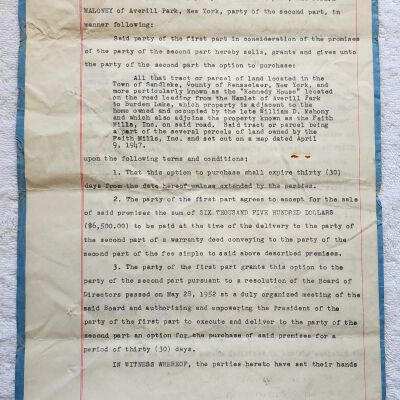 MALONEY of Averill Park, New York, party of the second part, in
manner following:
Said party of the first part in consideration of the promises
of the party of the second part hereby sells, grants and gives unto
the party of the second part the option to purchase:
All that tract or parcel of land located in the
Town of Sandlake, County of Rensselaer, New York, and
more particularly known as the "Kennedy House" located
on the road leading from the Hamlet of Averill Park
to Burden Lake, which property is adjacent to the
home owned and occupied by the late William D. Mahony
and which also adjoins the property known as the Faith
Mills, Inc. on said road. Said tract or parcel being
a part of the several parcels of land owned by the
Faith Mills, Inc. and set out on a map dated April
9, 1947.
upon the following terms and conditions:
1. That this option to purchase shall expire thirty (30)
days from the date hereof unless extended by the parties.
2. The party of the first part agrees to accept for the sale
of said premises the sum of SIX THOUSAND FIVE HUNDRED DOLLARS
($6,500.00) to be paid at the time of the delivery to the party of
the second part of a warranty deed conveying to the party of the
second part of the fee simple to said above described premises.
3. The party of the first part grants this option to the
party of the second part pursuant to a resolution of the Board of
Directors passed on May 28, 1952 at a duly organized meeting of the
said Board and authorizing and empowering the President of the
party of the first part to execute and deliver to the party of the
second part an option for the purchase of said premises for a
period of thirty (30) days.
IN WITNESS WHEREOF, the parties hereto have set their hands